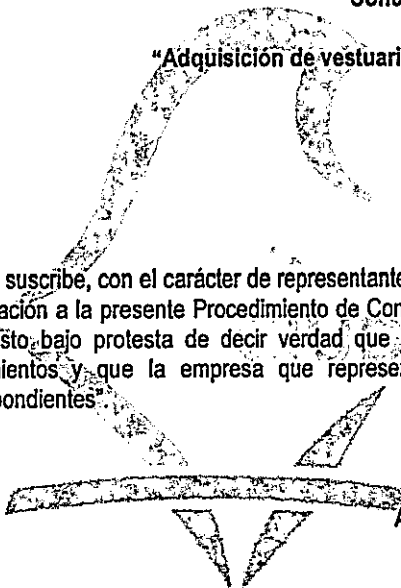 "Adquisición de vestuari
suscribe, con el carácter de representante
ación a la presente Procedimiento de Con
sto bajo protesta de decir verdad que
ientos y que la empresa que represe
pondientes".